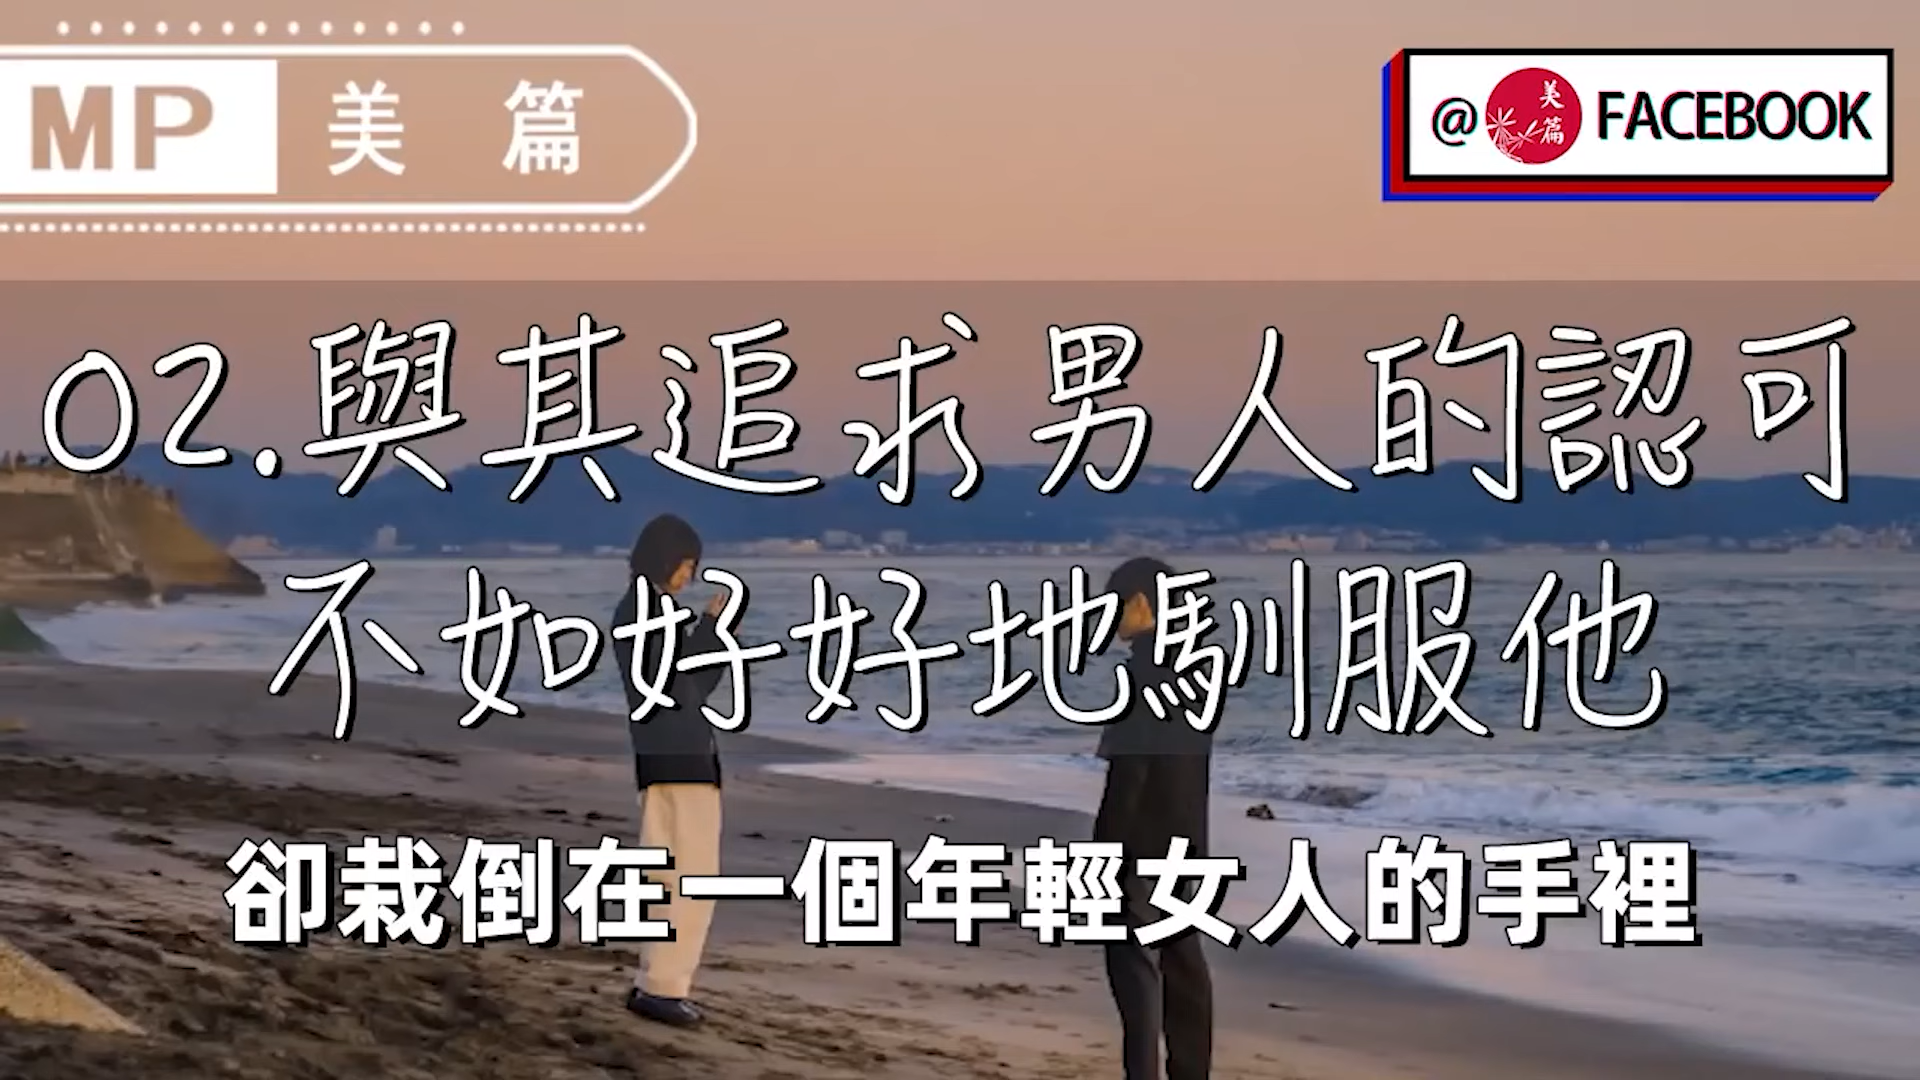 MP 美篇
@美篇 FACEBOOK
02.與其追求男人的認可
不如好好地馴服他
卻栽倒在一個年輕女人的手裡